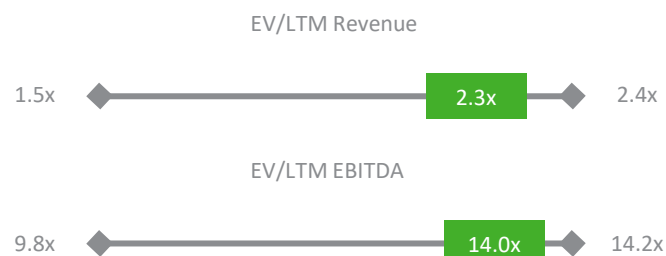 EV/LTM Revenue
1.5x 2.3x 2.4x
EV/LTM EBITDA
9.8x 14.0x 14.2x